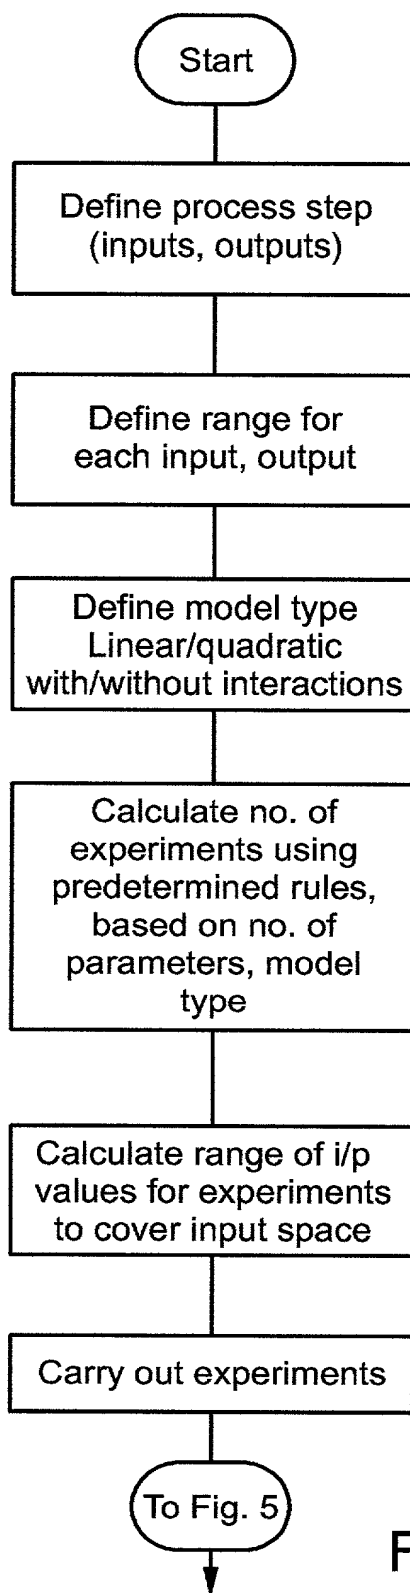 Start
Define process step
(inputs, outputs)
Define range for
each input, output
Define model type
Linear/quadratic
with/without interactions
Calculate no. of
experiments using
predetermined rules,
based on no. of
parameters, model
type
Calculate range of i/p
values for experiments
to cover input space
Carry out experiments
To Fig. 5
F